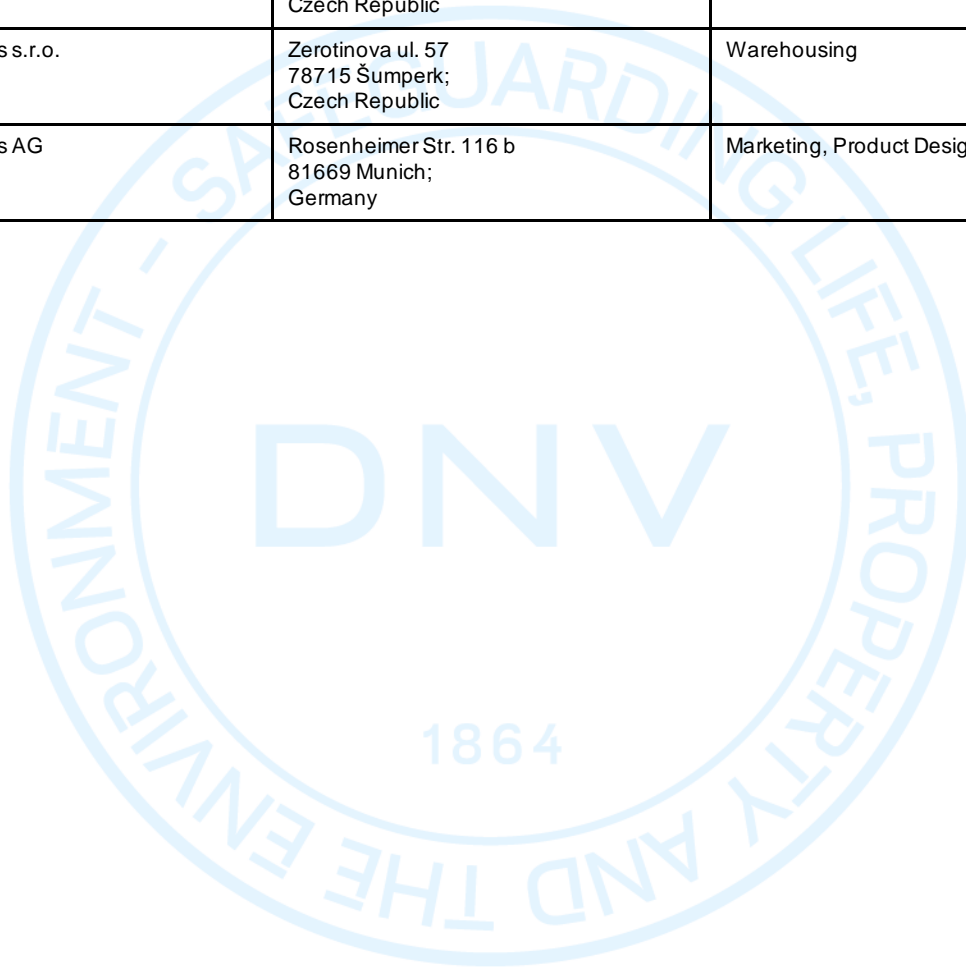 Czech Republic
s s.r.o.
Zerotinova ul. 57
78715 Šumperk;
Czech Republic
Warehousing
s AG
Rosenheimer Str. 116 b
81669 Munich;
Germany
Marketing, Product Desig
SAFEGUARDING LIFE, PROPERTY AND THE ENVIRONMENT -
DNV
1864